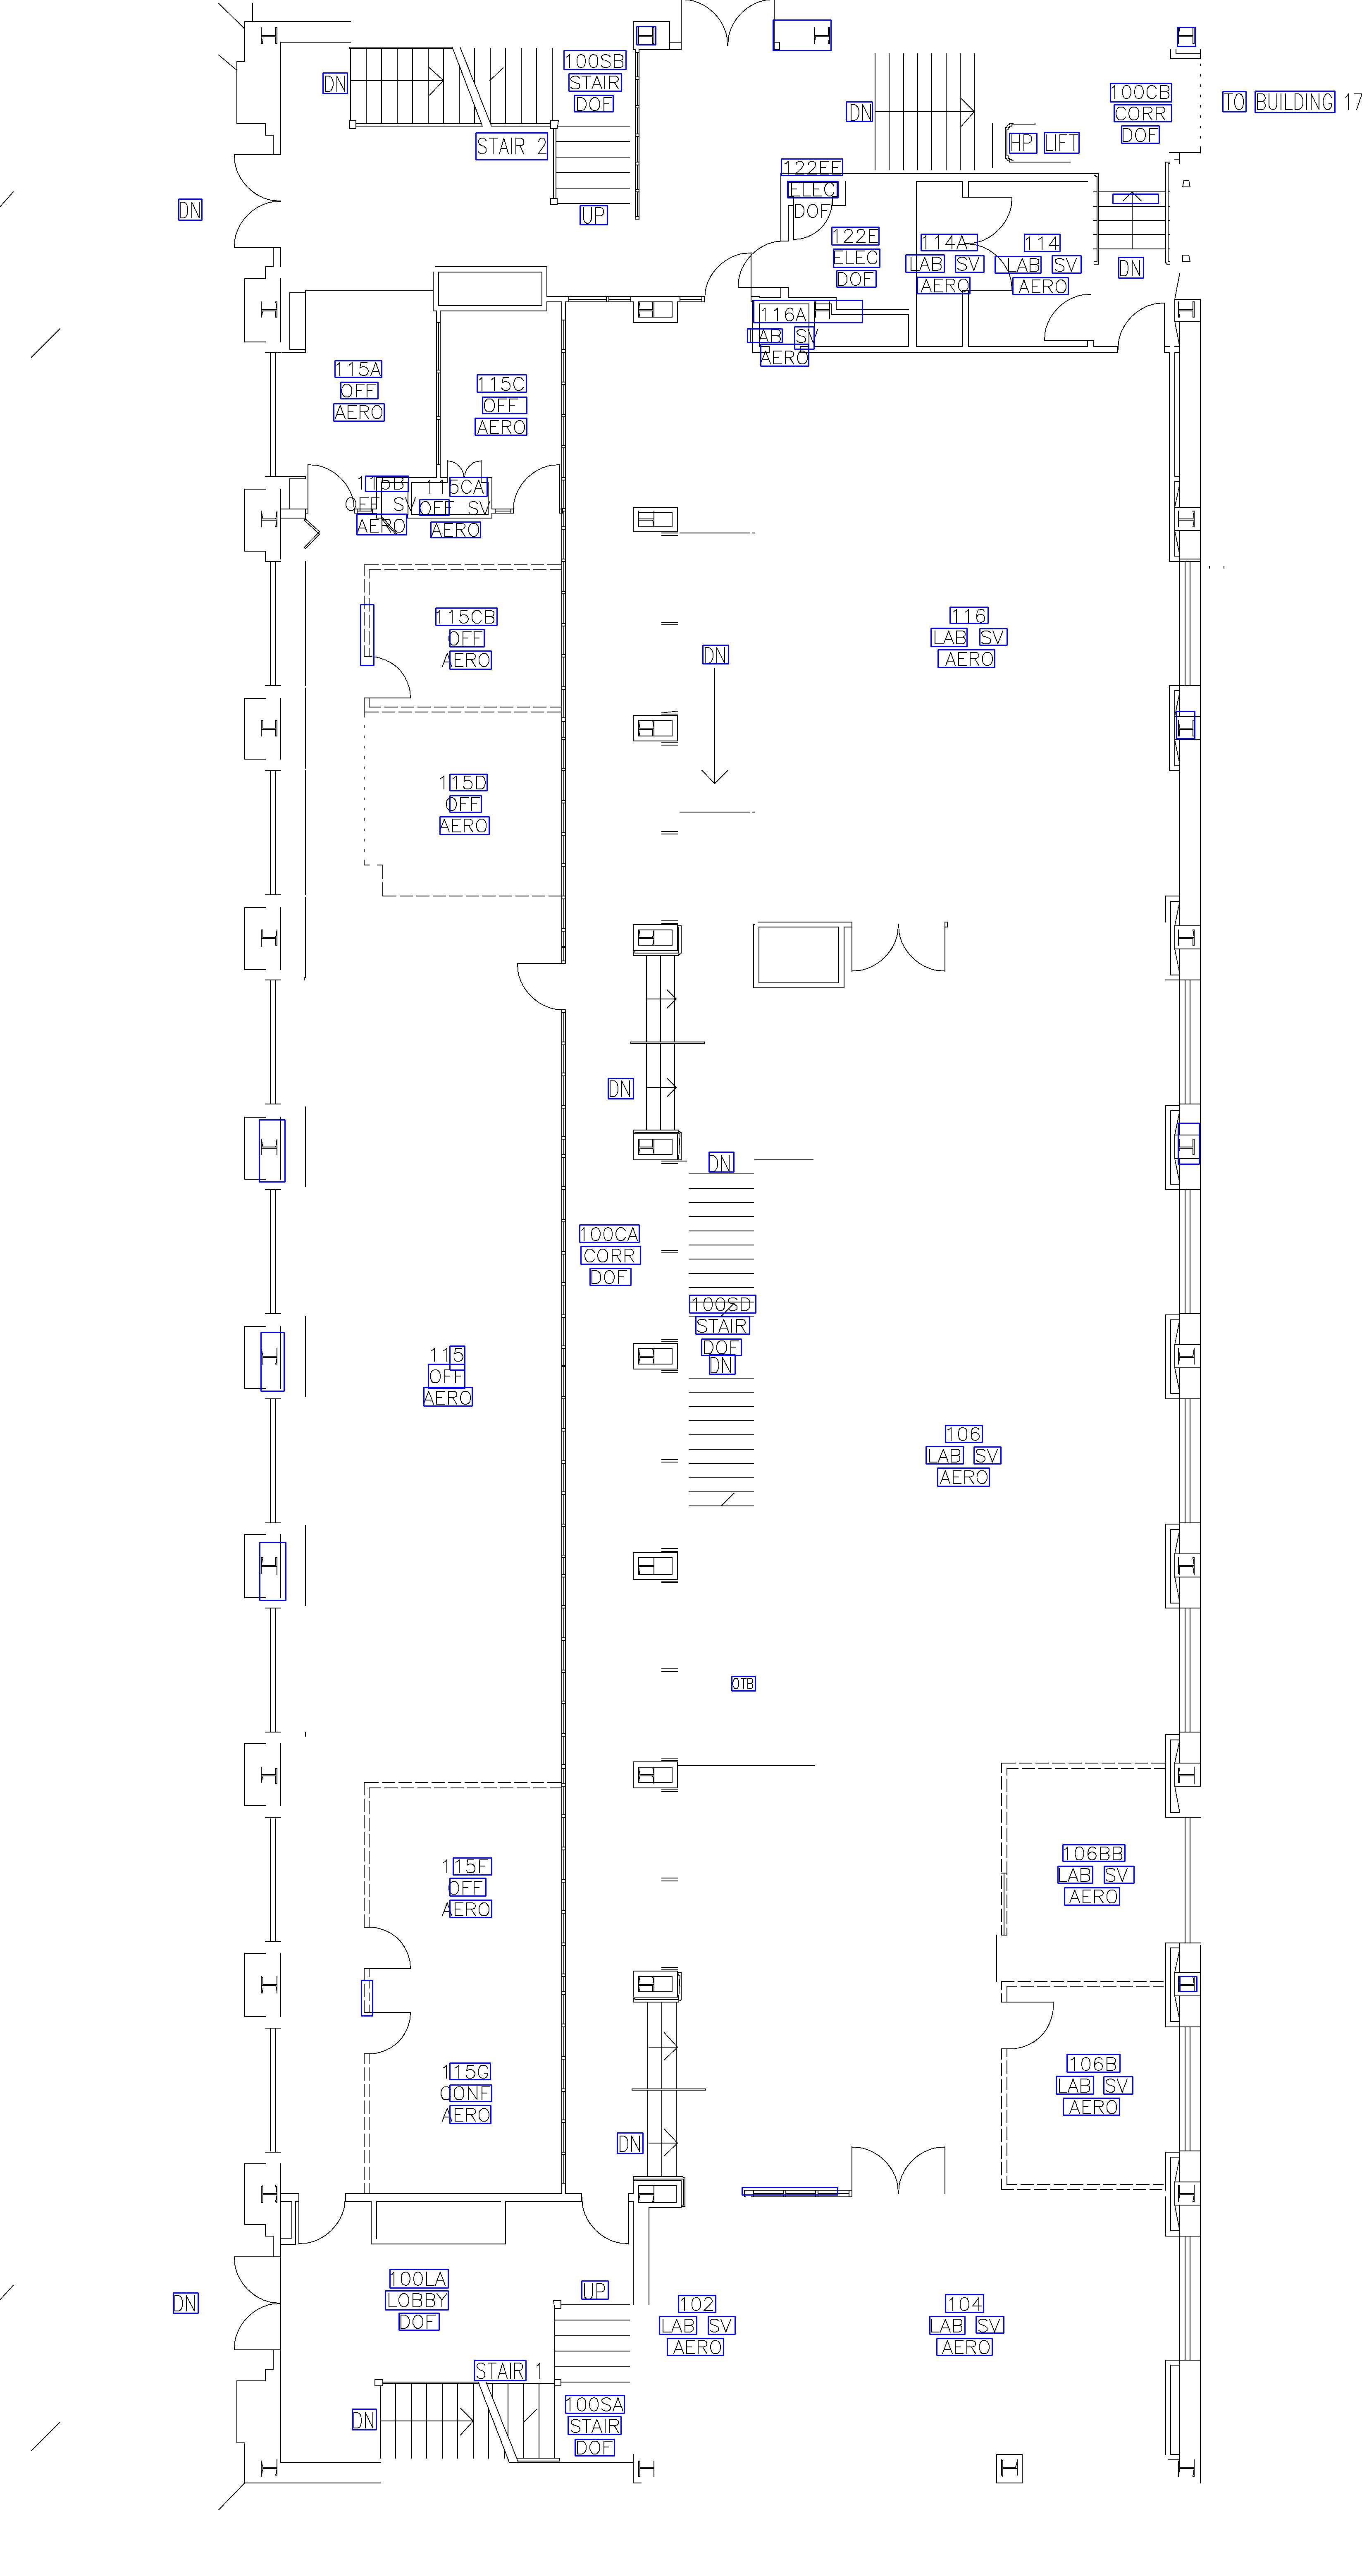 100SB
STAIR
DOF
DN
STAIR 2
UP
DN
DN
100CB
CORR
DOF
TO BUILDING 17
HP LIFT
122EE
ELEC
DOF
122E
ELEC
DOF
114A
LAB SV
AERO
114
LAB SV
AERO
DN
116A
LAB SV
AERO
115A
OFF
AERO
115C
OFF
AERO
115B
OFF SV
AERO
115CA
OFF SV
AERO
115CB
OFF
AERO
116
LAB SV
AERO
DN
115D
OFF
AERO
DN
DN
100CA
CORR
DOF
100SD
STAIR
DOF
DN
115
OFF
AERO
106
LAB SV
AERO
OTB
115F
OFF
AERO
106BB
LAB SV
AERO
115G
CONF
AERO
106B
LAB SV
AERO
DN
100LA
LOBBY
DOF
UP
DN
102
LAB SV
AERO
104
LAB SV
AERO
STAIR 1
DN
100SA
STAIR
DOF